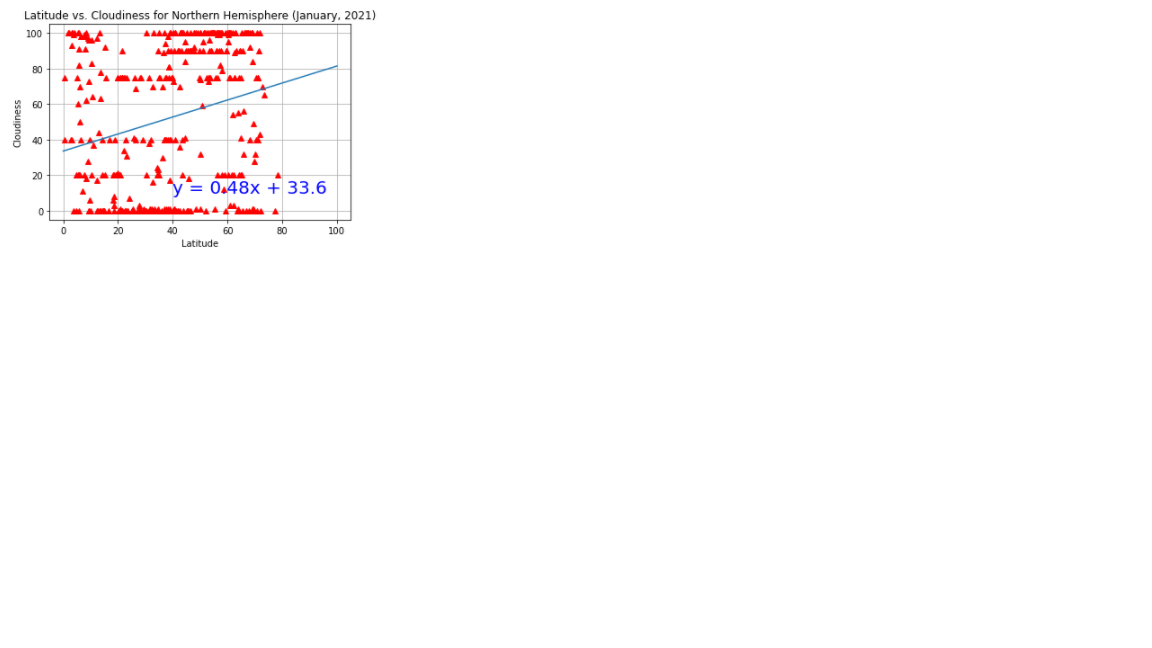 Latitude vs. Cloudiness for Northern Hemisphere (January, 2021)
100
80
60
40
20
0
Cloudiness
y = 0.48x + 33.6
0 20 40 60 80 100
Latitude